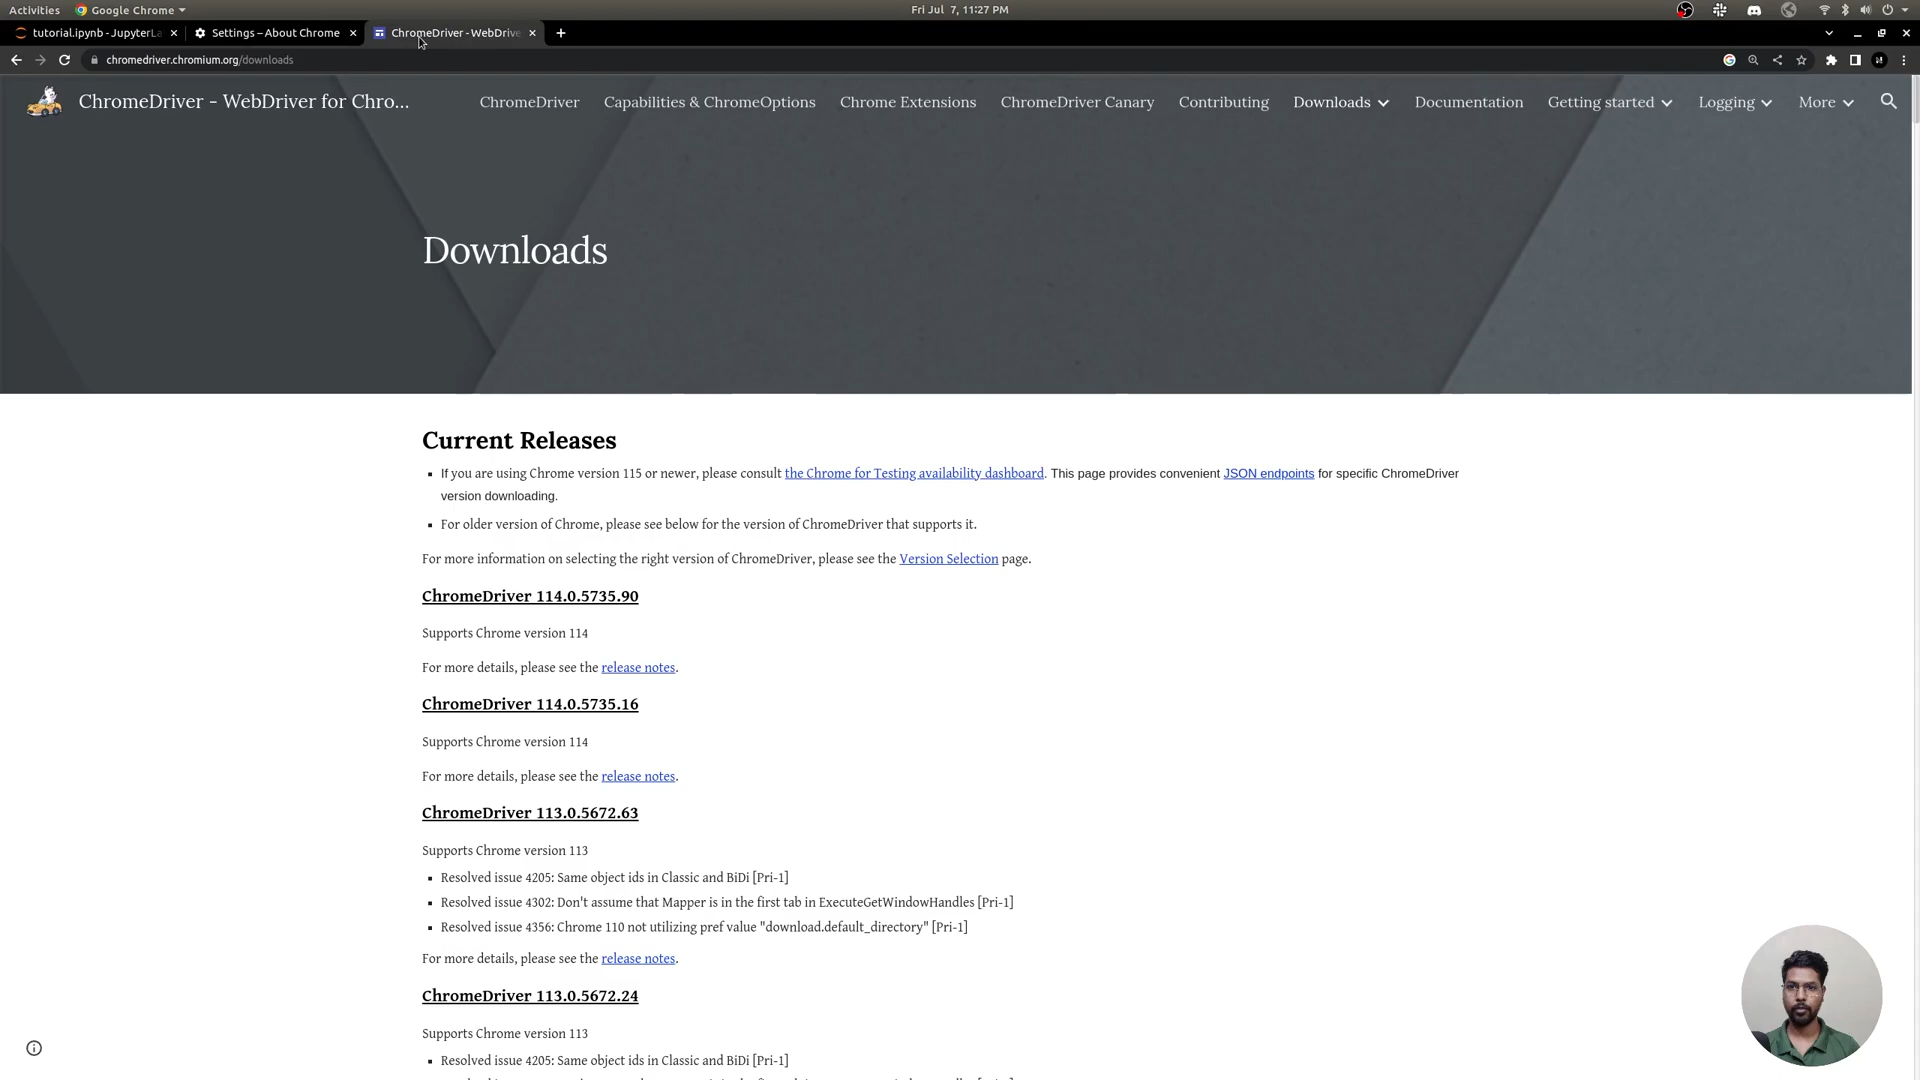 Activities Google Chrome Fri Jul 7, 11:27 PM
tutorial.ipynb - JupyterLa Settings – About Chrome ChromeDriver - WebDrive
chromedriver.chromium.org/downloads
ChromeDriver - WebDriver for Chro... ChromeDriver Capabilities & ChromeOptions Chrome Extensions ChromeDriver Canary Contributing Downloads Documentation Getting started Logging More
Downloads
Current Releases
If you are using Chrome version 115 or newer, please consult the Chrome for Testing availability dashboard. This page provides convenient JSON endpoints for specific ChromeDriver
version downloading.
For older version of Chrome, please see below for the version of ChromeDriver that supports it.
For more information on selecting the right version of ChromeDriver, please see the Version Selection page.
ChromeDriver 114.0.5735.90
Supports Chrome version 114
For more details, please see the release notes.
ChromeDriver 114.0.5735.16
Supports Chrome version 114
For more details, please see the release notes.
ChromeDriver 113.0.5672.63
Supports Chrome version 113
Resolved issue 4205: Same object ids in Classic and BiDi [Pri-1]
Resolved issue 4302: Don't assume that Mapper is in the first tab in ExecuteGetWindowHandles [Pri-1]
Resolved issue 4356: Chrome 110 not utilizing pref value "download.default_directory" [Pri-1]
For more details, please see the release notes.
ChromeDriver 113.0.5672.24
Supports Chrome version 113
Resolved issue 4205: Same object ids in Classic and BiDi [Pri-1]